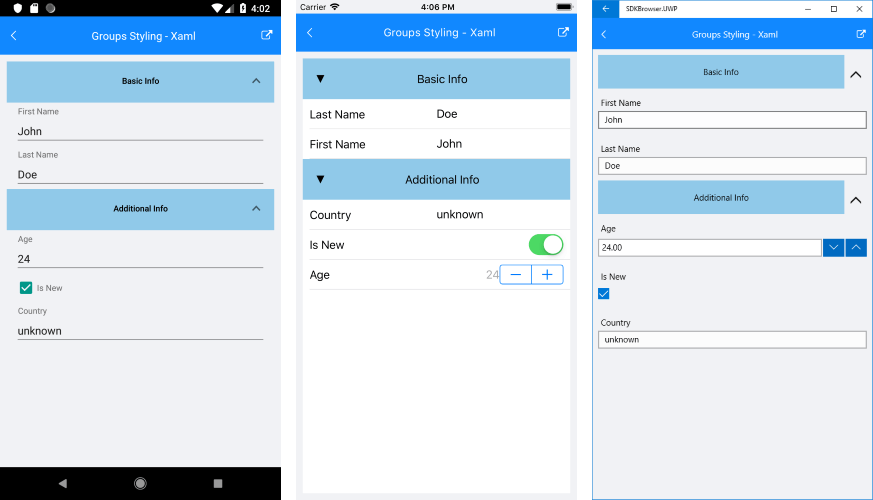 4:02
Groups Styling - Xaml
Basic Info
First Name
John
Last Name
Doe
Additional Info
Age
24
Is New
Country
unknown
Carrier
4:06 PM
Groups Styling - Xaml
Basic Info
Last Name Doe
First Name John
Additional Info
Country unknown
Is New
Age 24
SDKBrowser.UWP
Groups Styling - Xaml
Basic Info
First Name
John
Last Name
Doe
Additional Info
Age
24.00
Is New
Country
unknown